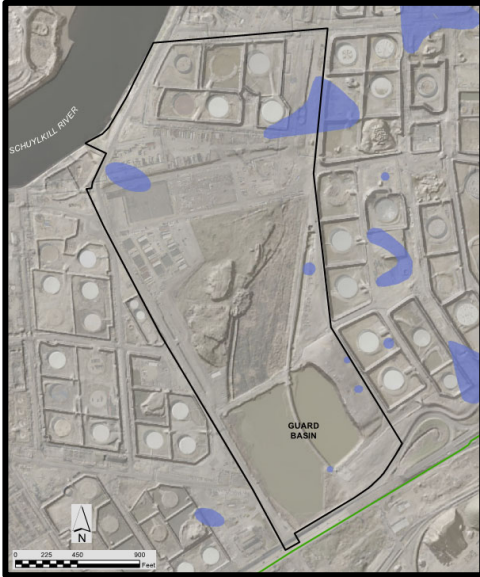 SCHUYLKILL RIVER
GUARD
BASIN
N
0 225 450 900
Feet